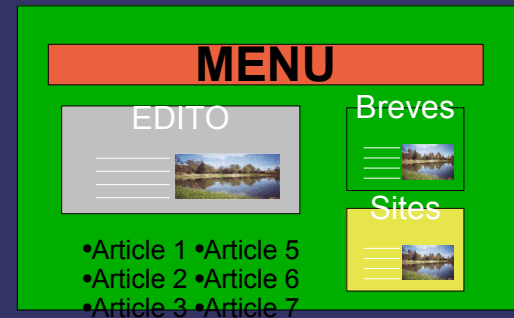 MENU
EDITO
Breves
Sites
•Article 1 •Article 5
•Article 2 •Article 6
•Article 3 •Article 7